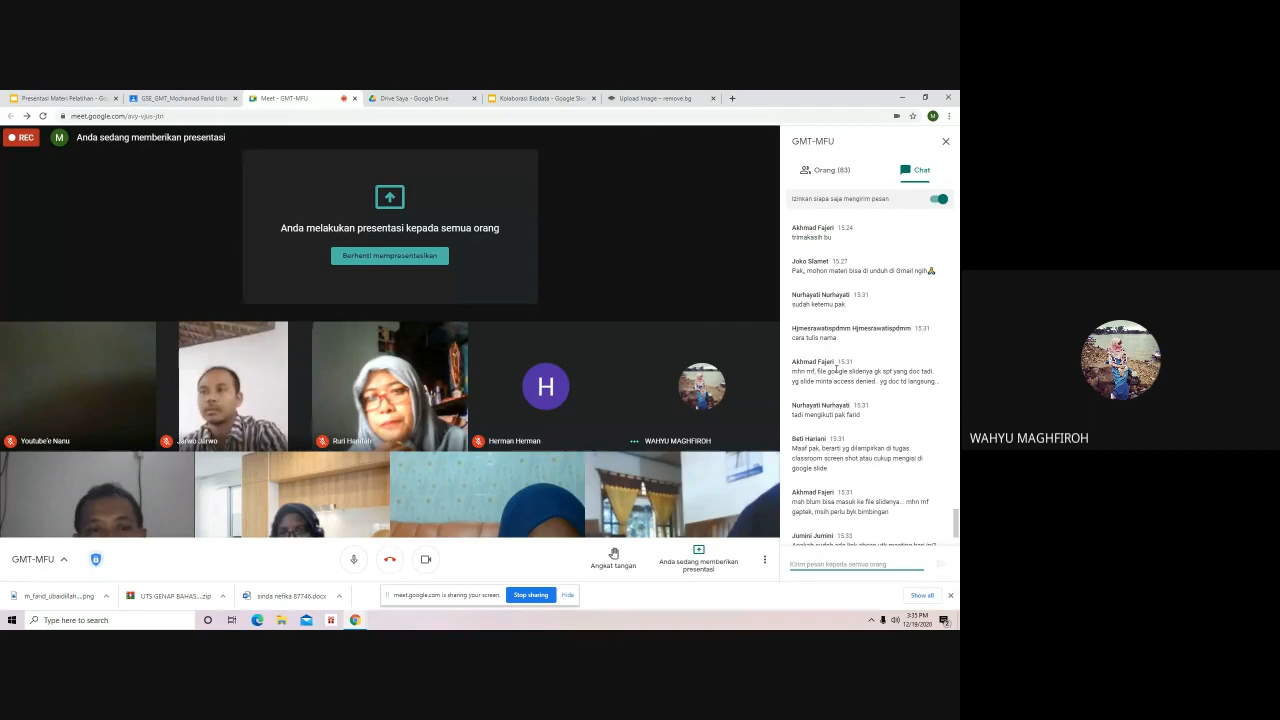 Presentasi Materi Pelatihan - Go
GSE_GMT_Mochamad Farid Uba
Meet - GMT-MFU
Drive Saya - Google Drive
Kolaborasi Biodata - Google Slid
Upload Image – remove.bg
meet.google.com/avy-vjus-jtn
REC
M
Anda sedang memberikan presentasi
Anda melakukan presentasi kepada semua orang
Berhenti mempresentasikan
Youtube'e Nanu
Jarwo Jarwo
Ruri Hanifah
H
Herman Herman
WAHYU MAGHFIROH
GMT-MFU
Orang (83)
Chat
Izinkan siapa saja mengirim pesan
Akhmad Fajeri 15.24
trimakasih bu
Joko Slamet 15.27
Pak,, mohon materi bisa di unduh di Gmail ngih🙏
Nurhayati Nurhayati 15.31
sudah ketemu pak
Hjmesrawatispdmm Hjmesrawatispdmm 15.31
cara tulis nama
Akhmad Fajeri 15.31
mhn mf, file google slidenya gk spt yang doc tadi.
yg slide minta access denied.. yg doc td langsung...
Nurhayati Nurhayati 15.31
tadi mengikuti pak farid
Beti Hariani 15.31
Maaf pak, berarti yg dilampirkan di tugas
classroom screen shot atau cukup mengisi di
google slide
Akhmad Fajeri 15.31
msh blum bisa masuk ke file slidenya... mhn mf
gaptek, msih perlu byk bimbingan
Jumini Jumini 15.33
Kirim pesan kepada semua orang
GMT-MFU
Angkat tangan
Anda sedang memberikan
presentasi
m_farid_ubaidillah....png
UTS GENAP BAHAS....zip
sinda nefika 87746.docx
meet.google.com is sharing your screen.
Stop sharing
Hide
Show all
Type here to search
3:35 PM
12/19/2020
WAHYU MAGHFIROH